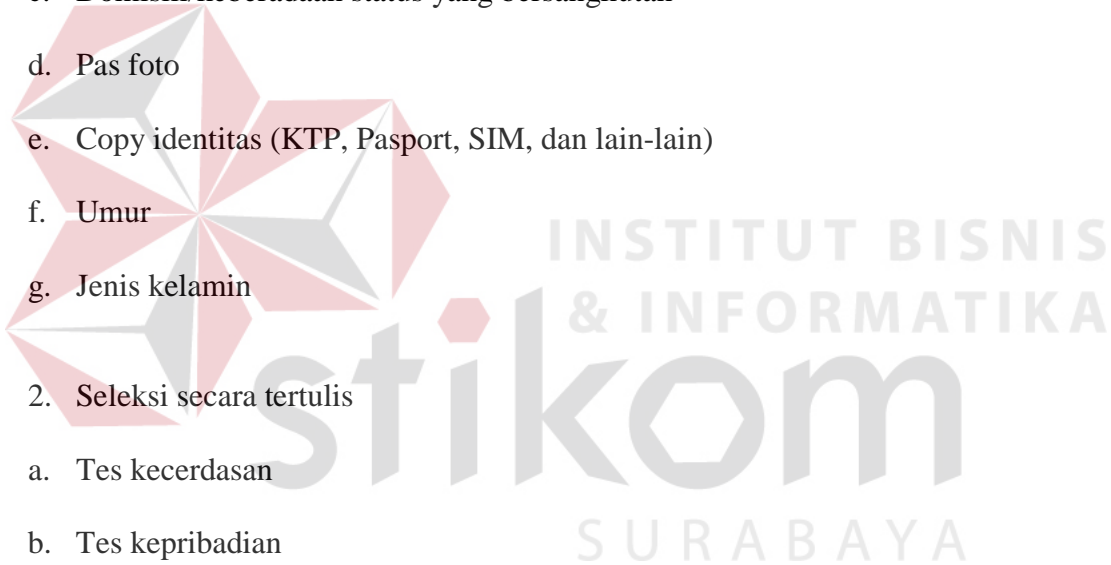 d. Pas foto
e. Copy identitas (KTP, Pasport, SIM, dan lain-lain)
f. Umur
g. Jenis kelamin
2. Seleksi secara tertulis
a. Tes kecerdasan
b. Tes kepribadian
INSTITUT BISNIS
& INFORMATIKA
stikom
SURABAYA